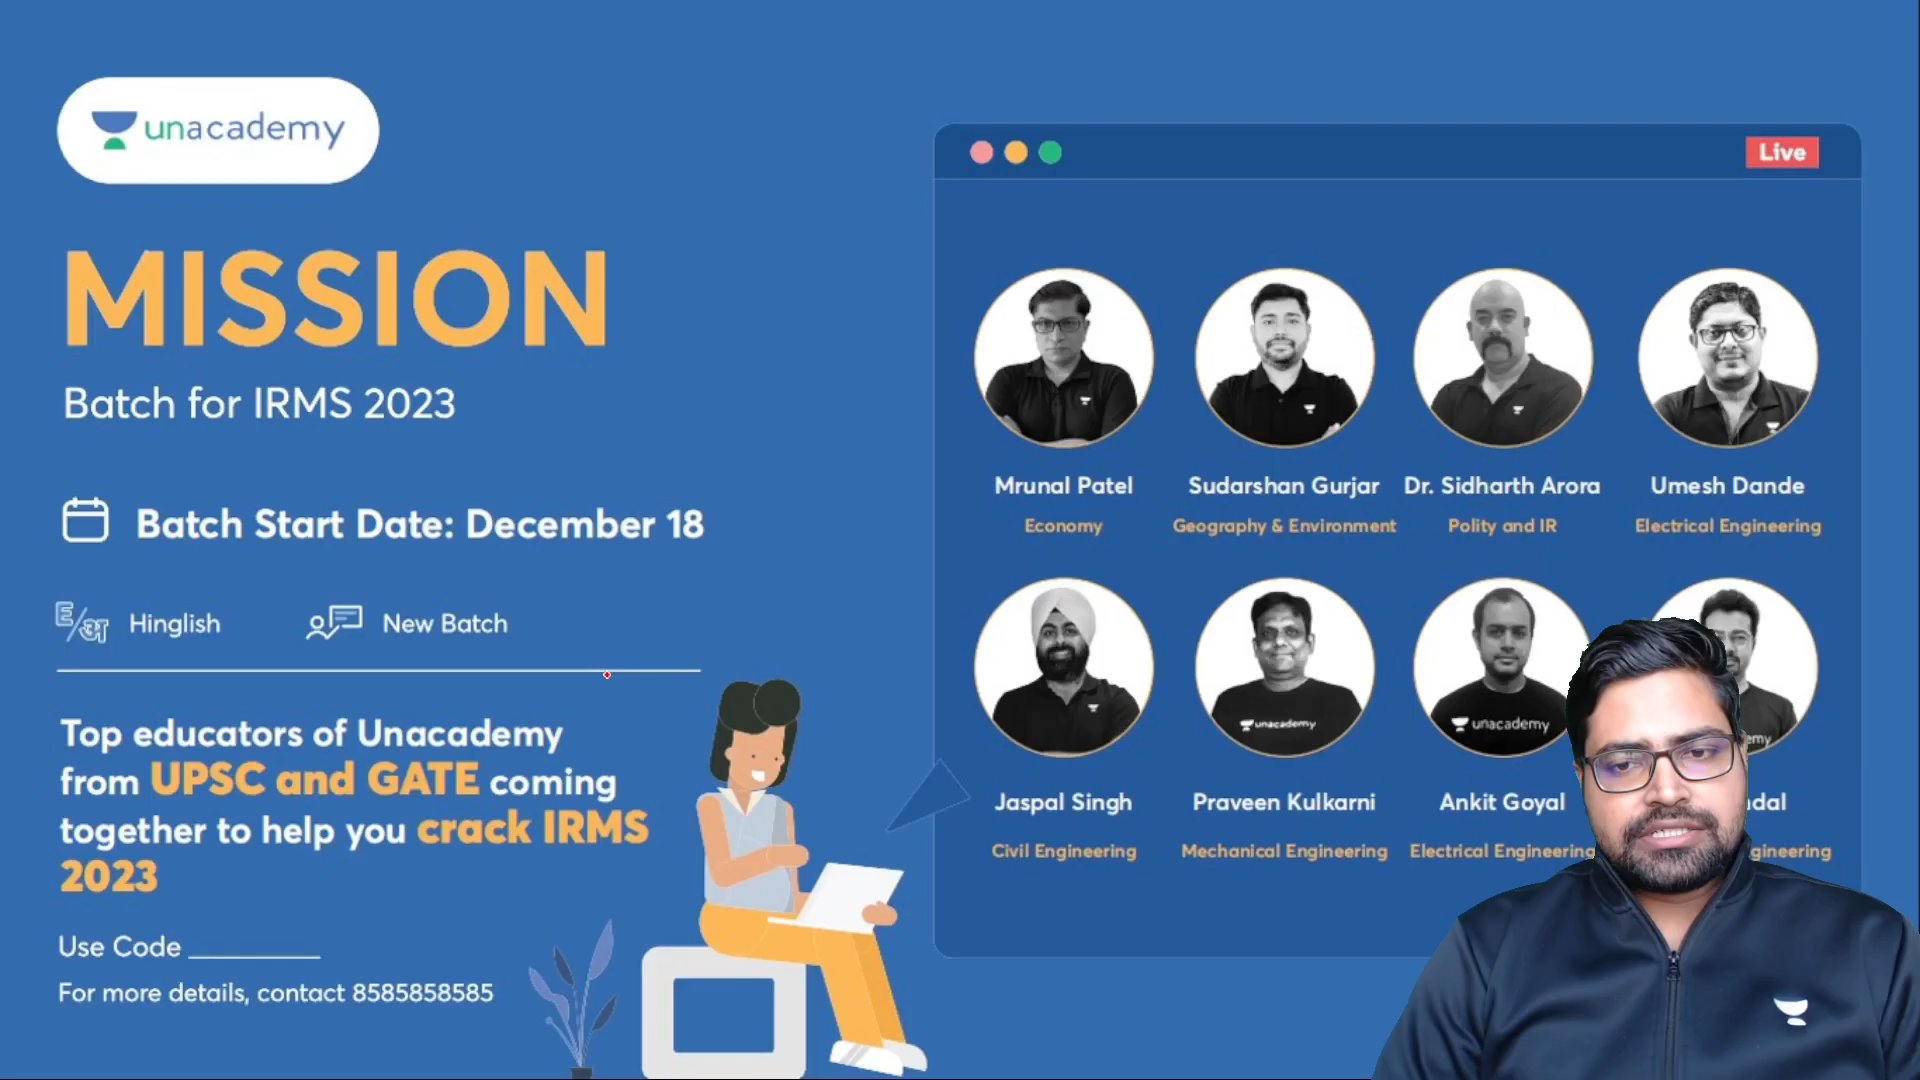 unacademy
MISSION
Batch for IRMS 2023
Batch Start Date: December 18
E/अ Hinglish
New Batch
Top educators of Unacademy
from UPSC and GATE coming
together to help you crack IRMS
2023
Use Code
For more details, contact 8585858585
Live
Mrunal Patel
Economy
Sudarshan Gurjar
Geography & Environment
Dr. Sidharth Arora
Polity and IR
Umesh Dande
Electrical Engineering
unacademy
unacademy
Jaspal Singh
Civil Engineering
Praveen Kulkarni
Mechanical Engineering
Ankit Goyal
Electrical Engineering